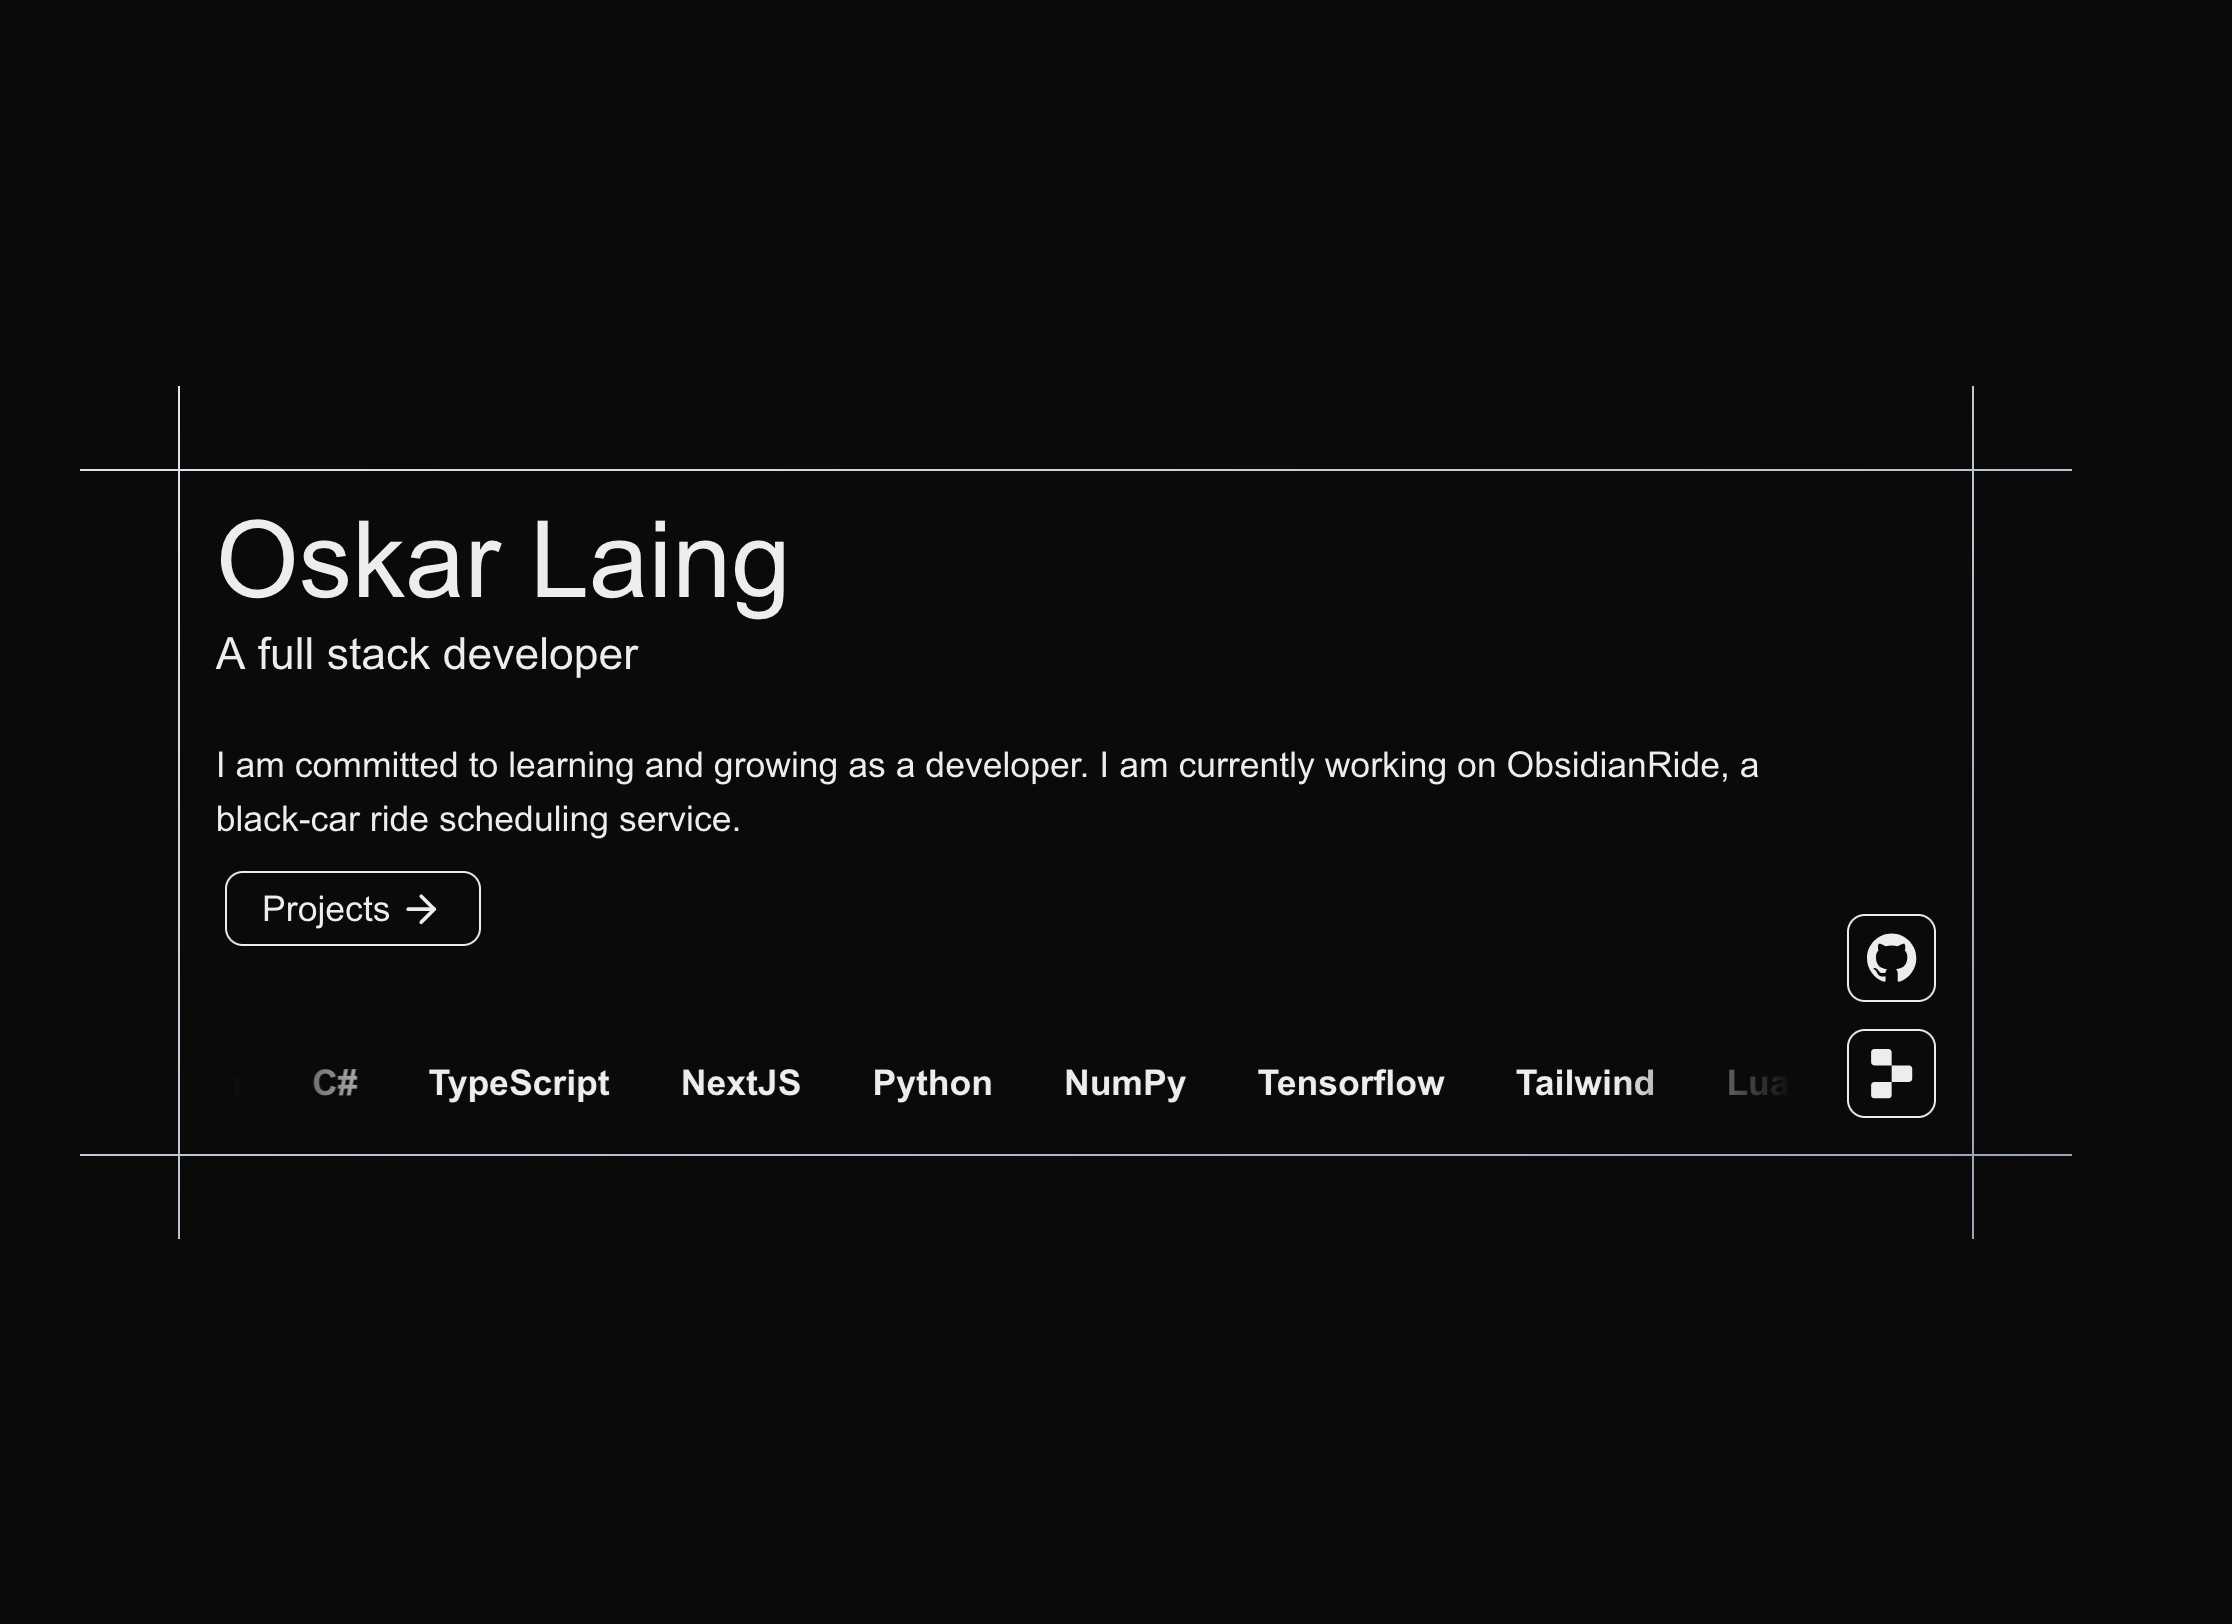 Oskar Laing
A full stack developer
I am committed to learning and growing as a developer. I am currently working on ObsidianRide, a
black-car ride scheduling service.
Projects
C# TypeScript NextJS Python NumPy Tensorflow Tailwind Lua